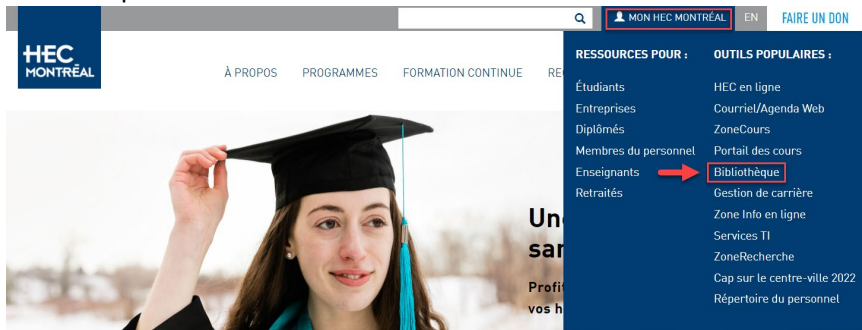 MON HEC MONTRÉAL EN FAIRE UN DON
HEC
MONTRÉAL
À PROPOS PROGRAMMES FORMATION CONTINUE
RESSOURCES POUR :
Étudiants
Entreprises
Diplômés
Membres du personnel
Enseignants
Retraités
OUTILS POPULAIRES :
HEC en ligne
Courriel/Agenda Web
ZoneCours
Portail des cours
Bibliothèque
Gestion de carrière
Zone Info en ligne
Services TI
ZoneRecherche
Cap sur le centre-ville 2022
Répertoire du personnel
vos